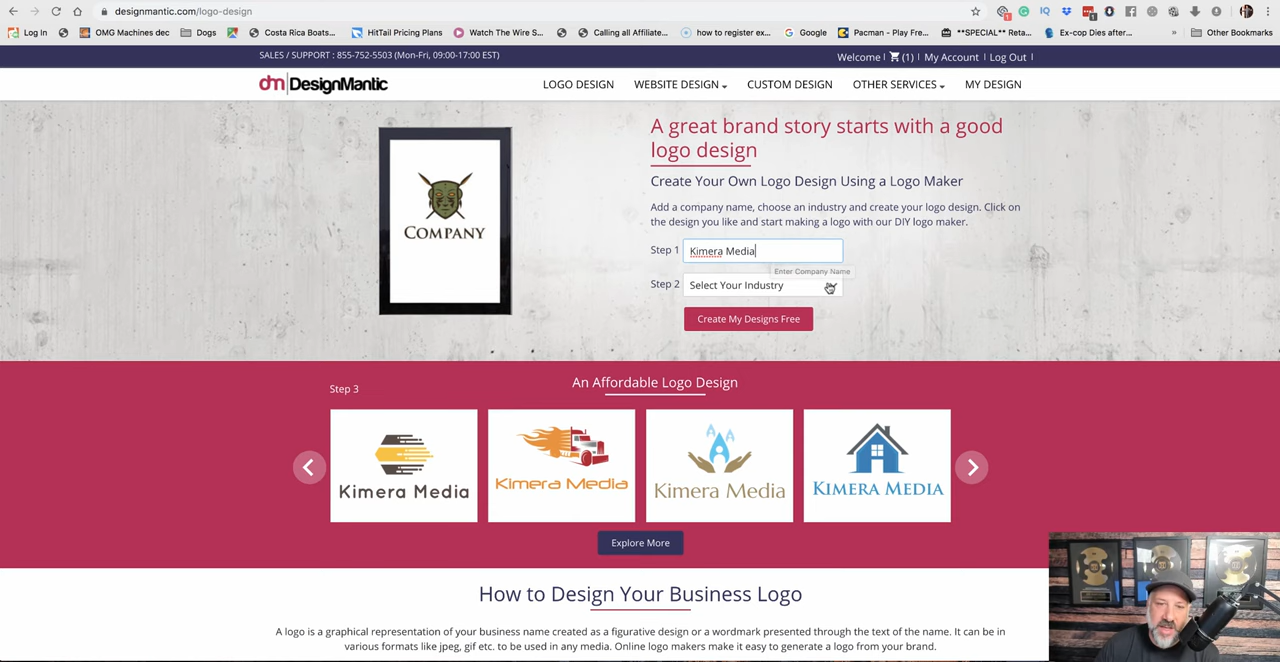 designmantic.com/logo-design
Log In
OMG Machines dec
Dogs
Costa Rica Boats...
HitTail Pricing Plans
Watch The Wire S...
Calling all Affiliate...
how to register ex...
Google
Pacman - Play Fre...
**SPECIAL** Reta...
Ex-cop Dies after...
»
Other Bookmarks
SALES / SUPPORT : 855-752-5503 (Mon-Fri, 09:00-17:00 EST)
Welcome | (1) | My Account | Log Out |
dm DesignMantic
LOGO DESIGN
WEBSITE DESIGN
CUSTOM DESIGN
OTHER SERVICES
MY DESIGN
COMPANY
A great brand story starts with a good
logo design
Create Your Own Logo Design Using a Logo Maker
Add a company name, choose an industry and create your logo design. Click on
the design you like and start making a logo with our DIY logo maker.
Step 1 Kimera Media
Enter Company Name
Step 2 Select Your Industry
Create My Designs Free
Step 3
An Affordable Logo Design
Kimera Media
Kimera Media
Kimera Media
KIMERA MEDIA
Explore More
How to Design Your Business Logo
A logo is a graphical representation of your business name created as a figurative design or a wordmark presented through the text of the name. It can be in
various formats like jpeg, gif etc. to be used in any media. Online logo makers make it easy to generate a logo from your brand.